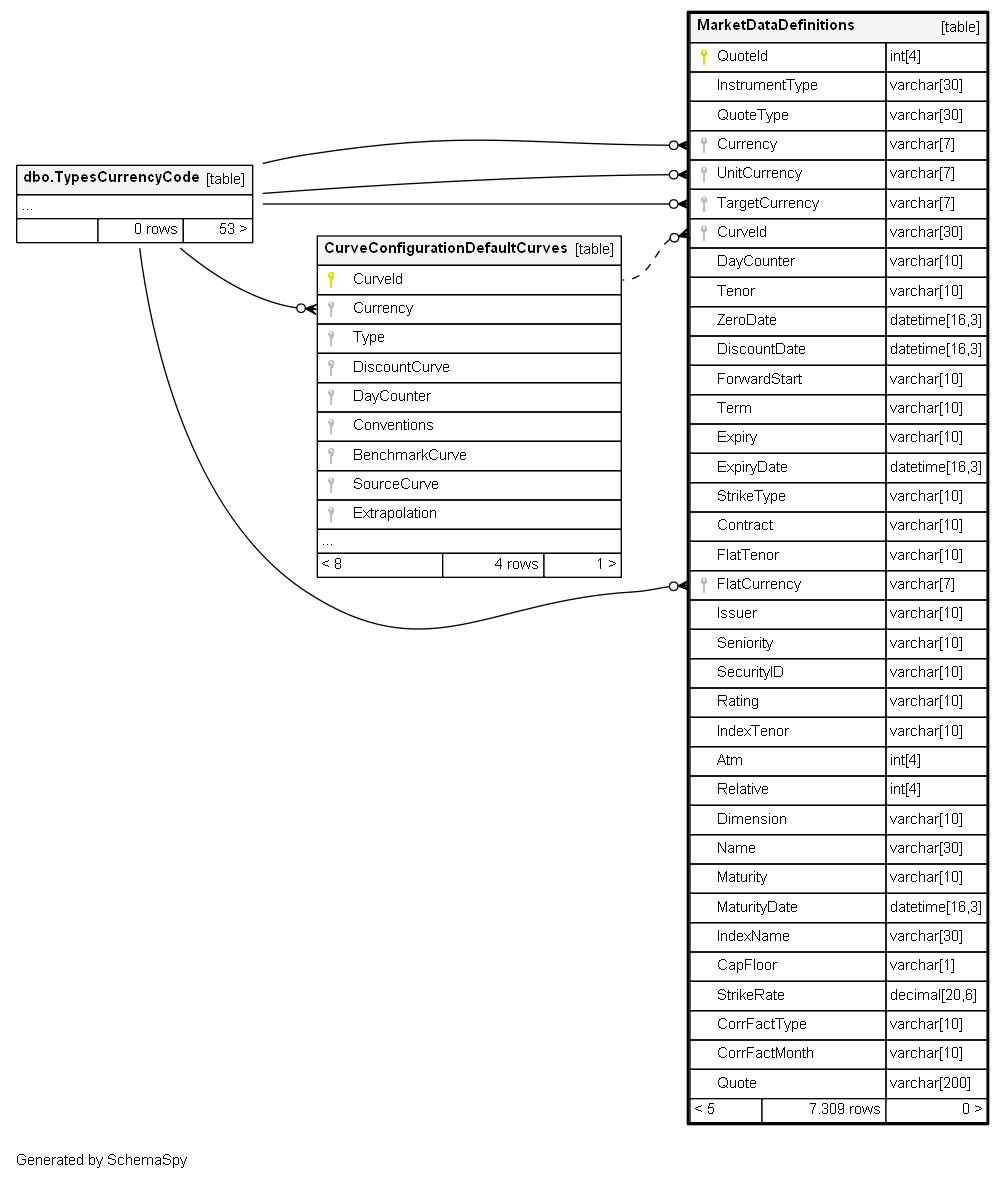 MarketDataDefinitions [table]
QuoteId int[4]
InstrumentType varchar[30]
QuoteType varchar[30]
Currency varchar[7]
UnitCurrency varchar[7]
TargetCurrency varchar[7]
CurveId varchar[30]
DayCounter varchar[10]
Tenor varchar[10]
ZeroDate datetime[16,3]
DiscountDate datetime[16,3]
ForwardStart varchar[10]
Term varchar[10]
Expiry varchar[10]
ExpiryDate datetime[16,3]
StrikeType varchar[10]
Contract varchar[10]
FlatTenor varchar[10]
FlatCurrency varchar[7]
Issuer varchar[10]
Seniority varchar[10]
SecurityID varchar[10]
Rating varchar[10]
IndexTenor varchar[10]
Atm int[4]
Relative int[4]
Dimension varchar[10]
Name varchar[30]
Maturity varchar[10]
MaturityDate datetime[16,3]
IndexName varchar[30]
CapFloor varchar[1]
StrikeRate decimal[20,6]
CorrFactType varchar[10]
CorrFactMonth varchar[10]
Quote varchar[200]
< 5 7.309 rows 0 >
dbo.TypesCurrencyCode [table]
...
0 rows 53 >
CurveConfigurationDefaultCurves [table]
CurveId
Currency
Type
DiscountCurve
DayCounter
Conventions
BenchmarkCurve
SourceCurve
Extrapolation
...
< 8 4 rows 1 >
Generated by SchemaSpy